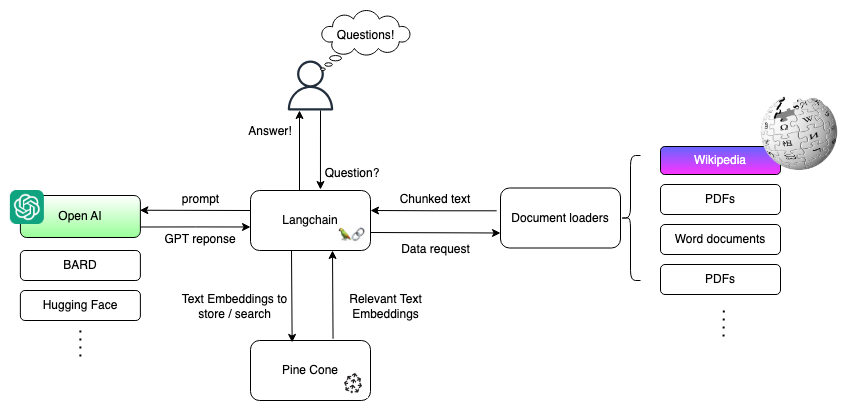 Questions!
Answer!
Question?
Wikipedia
PDFs
Word documents
PDFs
Open AI
BARD
Hugging Face
prompt
GPT reponse
Langchain
Chunked text
Data request
Document loaders
Text Embeddings to
store / search
Relevant Text
Embeddings
Pine Cone